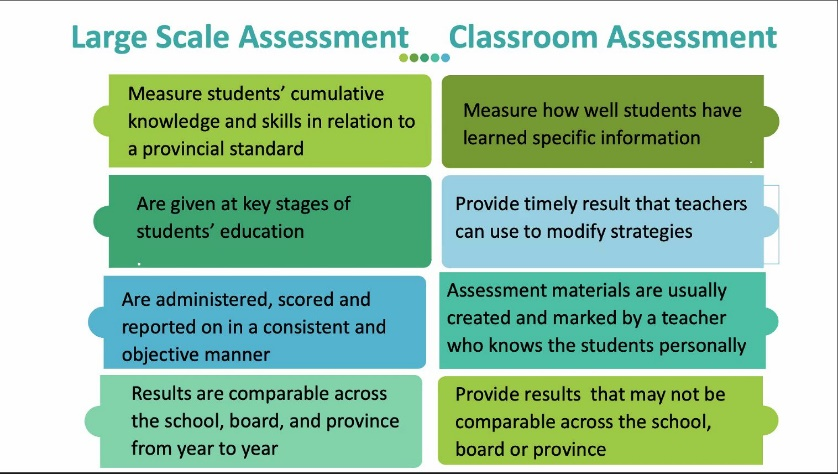 Large Scale Assessment
Classroom Assessment
Measure students’ cumulative
knowledge and skills in relation to
a provincial standard
Measure how well students have
learned specific information
Are given at key stages of
students’ education
Provide timely result that teachers
can use to modify strategies
Are administered, scored and
reported on in a consistent and
objective manner
Assessment materials are usually
created and marked by a teacher
who knows the students personally
Results are comparable across
the school, board, and province
from year to year
Provide results that may not be
comparable across the school,
board or province